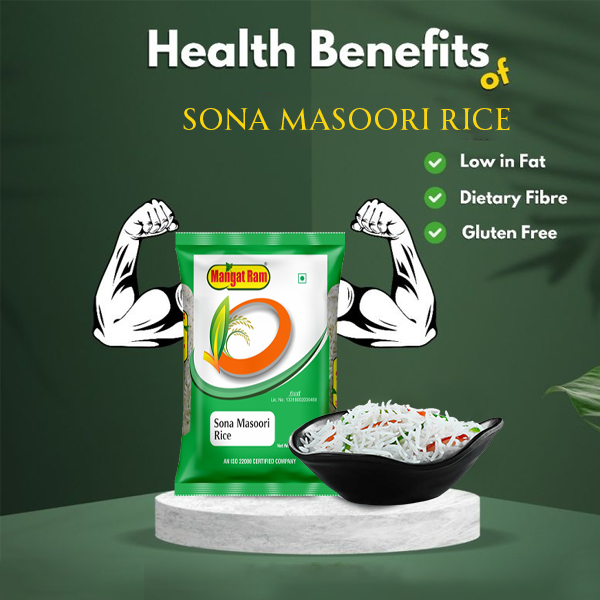 Health Benefits
of
SONA MASOORI RICE
Low in Fat
Dietary Fibre
Gluten Free
Mangat Ram
Sona Masoori
Rice
AN ISO 22000 CERTIFIED COMPANY